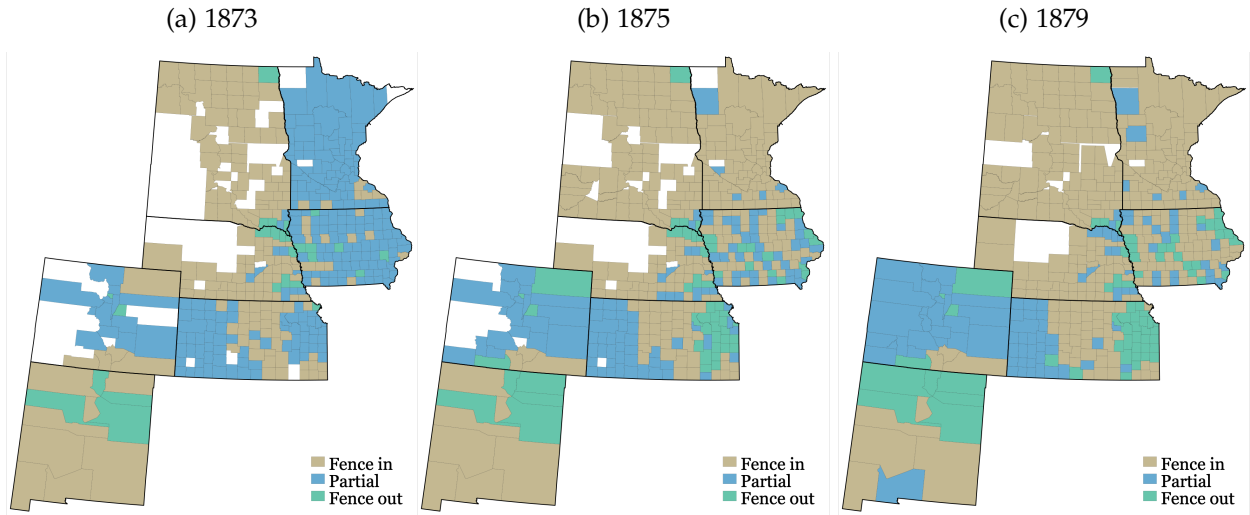 (a) 1873
(b) 1875
(c) 1879
Fence in
Partial
Fence out
Fence in
Partial
Fence out
Fence in
Partial
Fence out